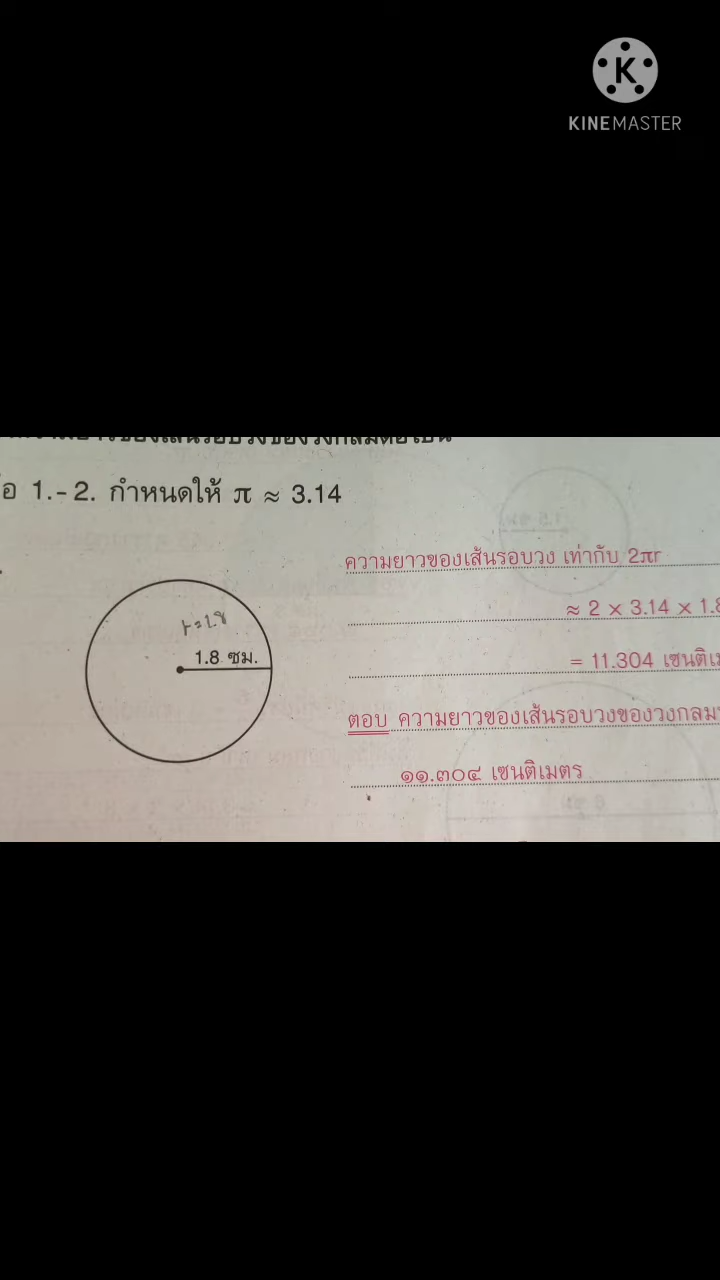 KINEMASTER
อ 1.-2. กำหนดให้ π ≈ 3.14
ความยาวของเส้นรอบวง เท่ากับ 2πr
≈ 2 × 3.14 × 1.8
r = 1.8
1.8 ซม.
= 11.304 เซนติเม
ตอบ ความยาวของเส้นรอบวงของวงกลม
๑๑.๓๐๔ เซนติเมตร